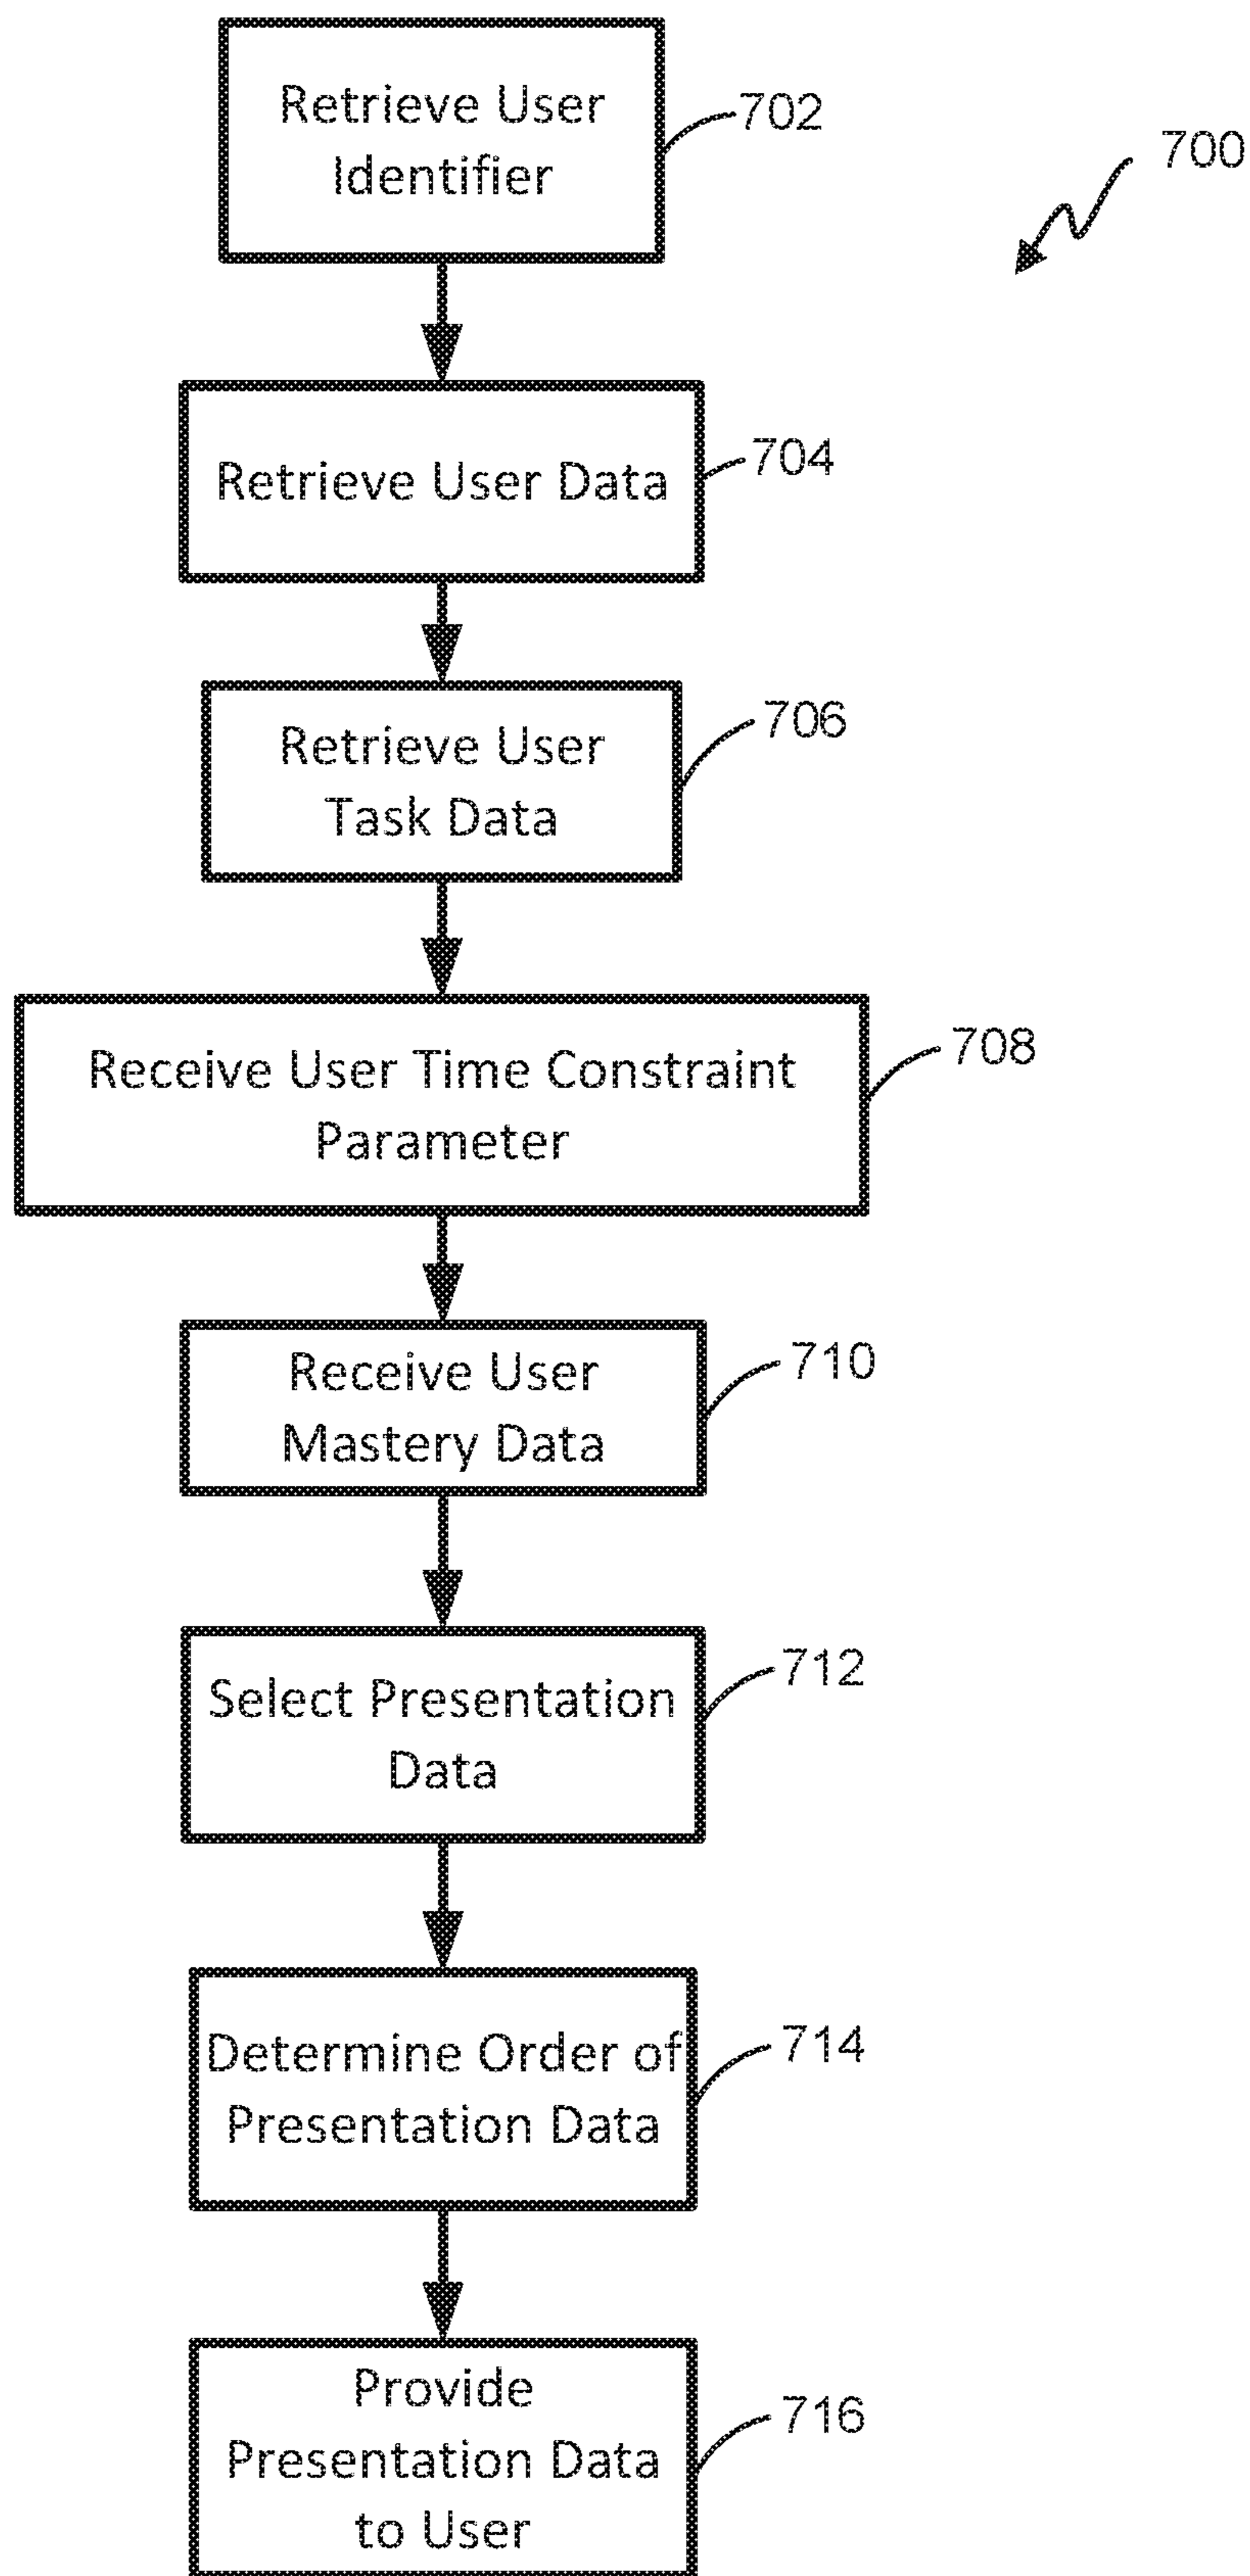 Retrieve User
Identifier
702
700
Retrieve User Data
704
Retrieve User
Task Data
706
Receive User Time Constraint
Parameter
708
Receive User
Mastery Data
710
Select Presentation
Data
712
Determine Order of
Presentation Data
714
Provide
Presentation Data
to User
716